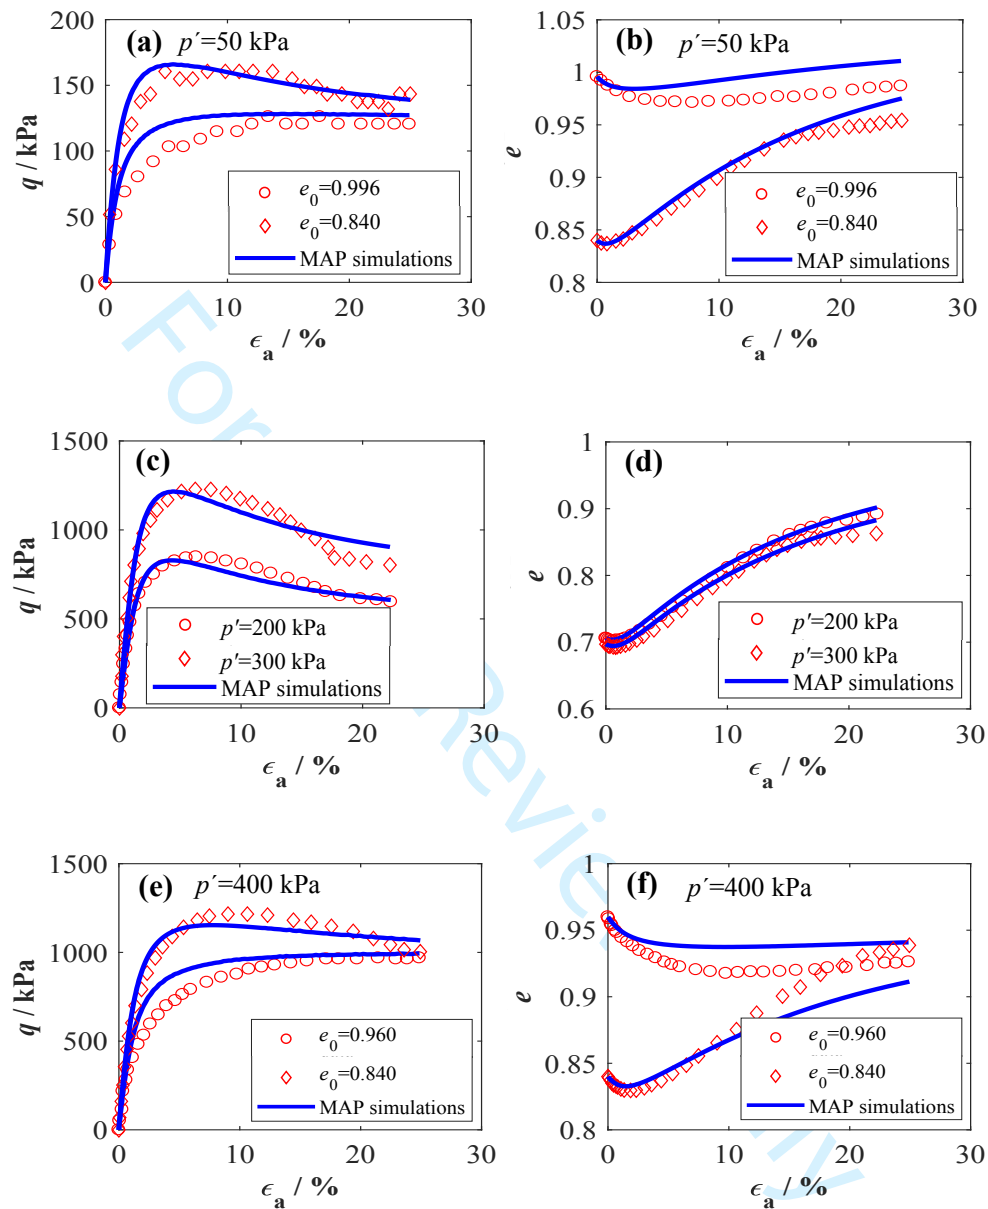 (a) p′=50 kPa
200
150
100
50
0
q / kPa
e0=0.996
e0=0.840
MAP simulations
0 10 20 30
ϵa / %
(b) p′=50 kPa
1.05
1
0.95
0.9
0.85
0.8
e
e0=0.996
e0=0.840
MAP simulations
0 10 20 30
ϵa / %
(c)
1500
1000
500
0
q / kPa
p′=200 kPa
p′=300 kPa
MAP simulations
0 10 20 30
ϵa / %
(d)
1
0.9
0.8
0.7
0.6
e
p′=200 kPa
p′=300 kPa
MAP simulations
0 10 20 30
ϵa / %
(e) p′=400 kPa
1500
1000
500
0
q / kPa
e0=0.960
e0=0.840
MAP simulations
0 10 20 30
ϵa / %
(f) p′=400 kPa
1
0.95
0.9
0.85
0.8
e
e0=0.960
e0=0.840
MAP simulations
0 10 20 30
ϵa / %
For Review Only